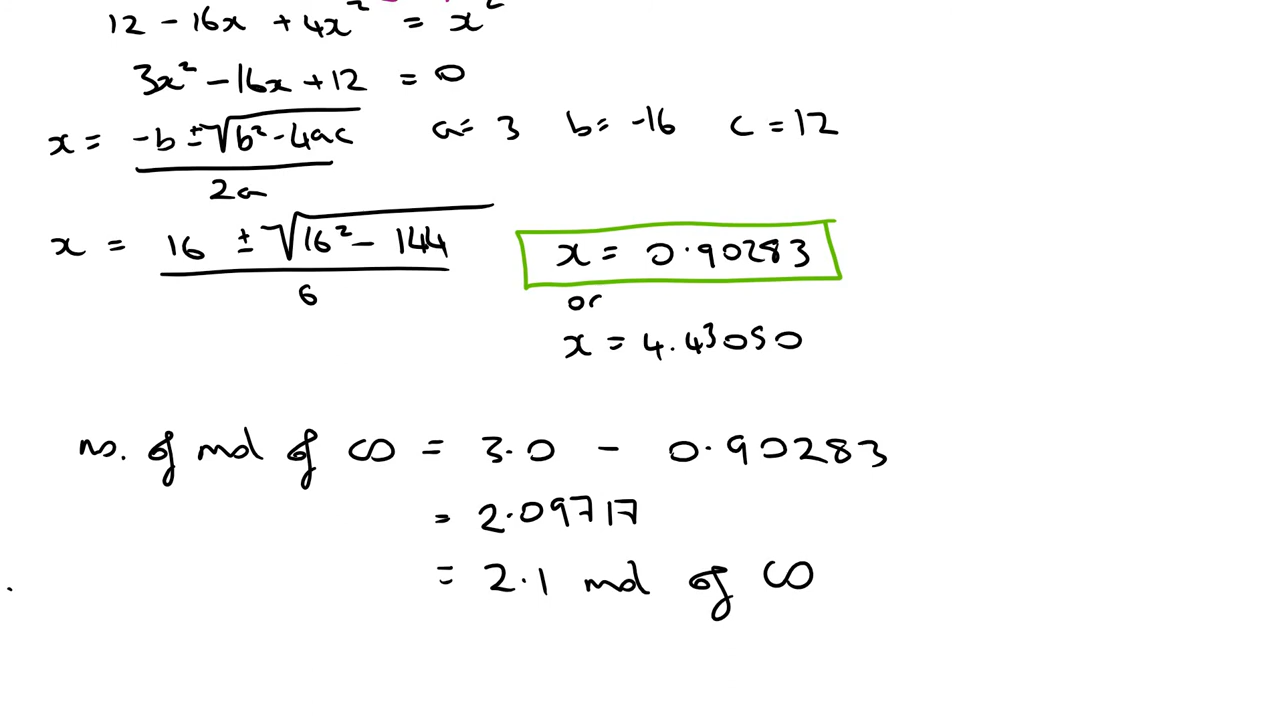 12 - 16x + 4x² = x²
3x² - 16x + 12 = 0
x = (-b ± √(b² - 4ac)) / 2a    a = 3    b = -16    c = 12
x = (16 ± √(16² - 144)) / 6    x = 0.90283
or
x = 4.43050
no. of mol of CO = 3.0 - 0.90283
= 2.09717
= 2.1 mol of CO